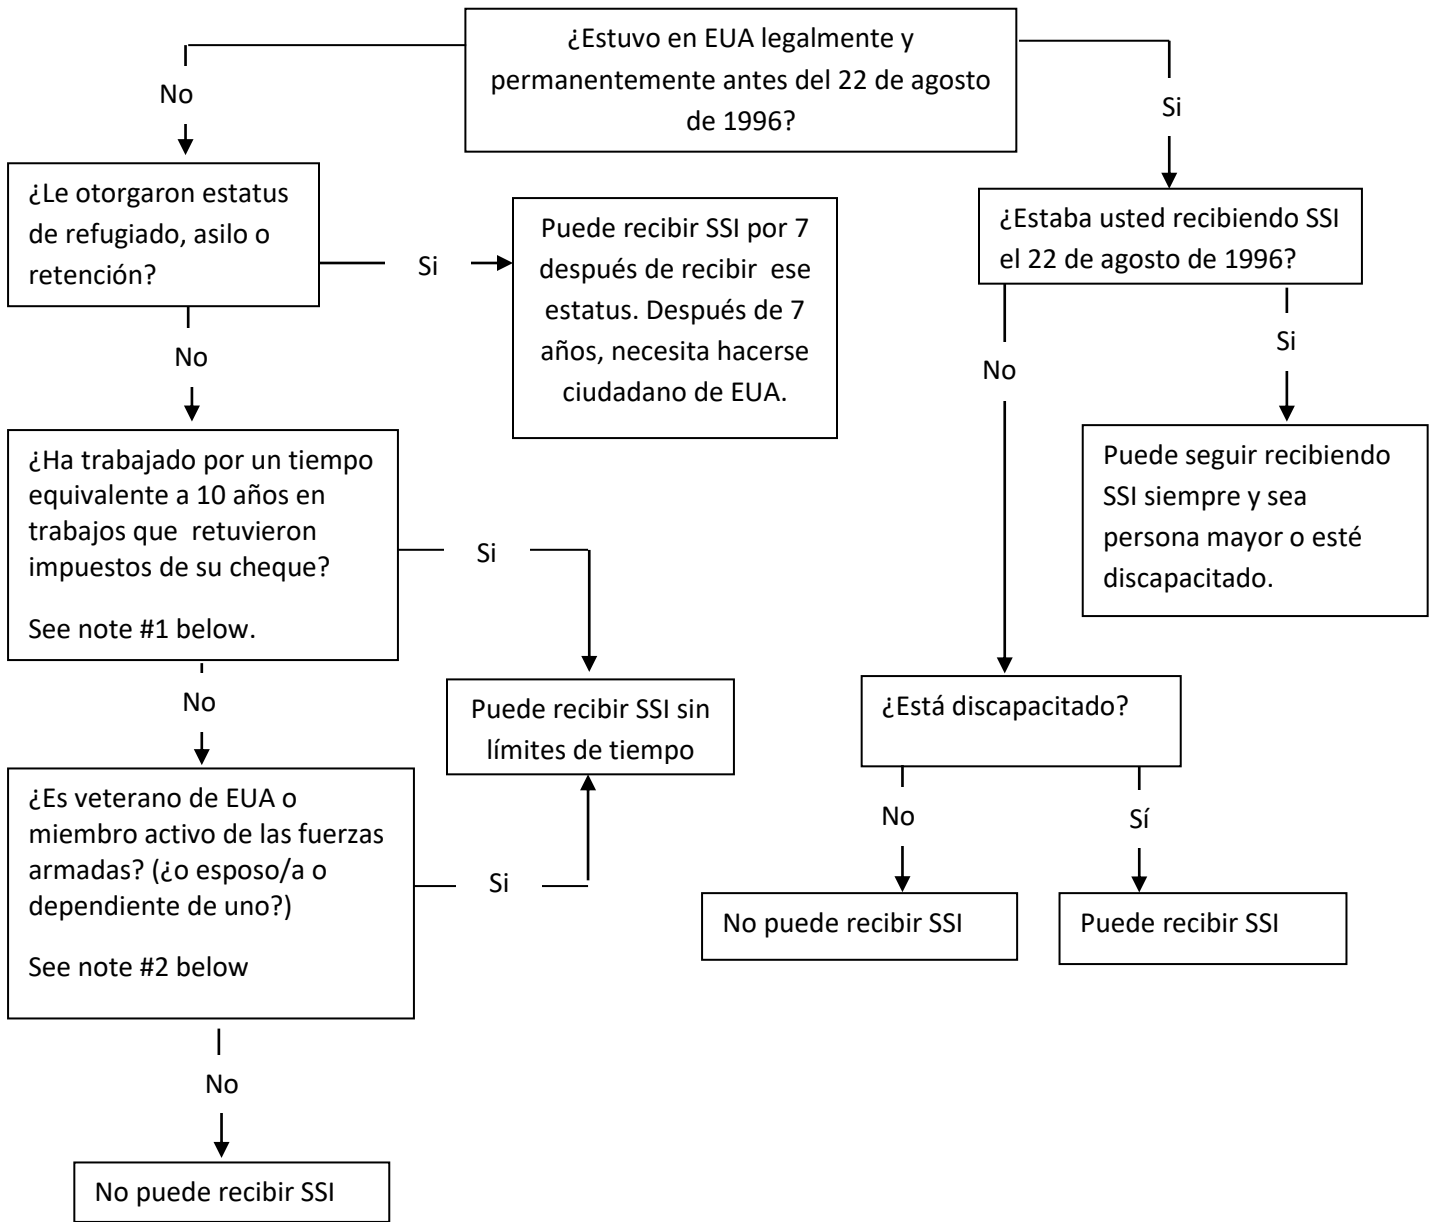 ¿Estuvo en EUA legalmente y
permanentemente antes del 22 de agosto
de 1996?
No
Si
¿Le otorgaron estatus
de refugiado, asilo o
retención?
Si
Puede recibir SSI por 7
después de recibir ese
estatus. Después de 7
años, necesita hacerse
ciudadano de EUA.
¿Estaba usted recibiendo SSI
el 22 de agosto de 1996?
No
No
Si
¿Ha trabajado por un tiempo
equivalente a 10 años en
trabajos que retuvieron
impuestos de su cheque?
See note #1 below.
Si
Puede seguir recibiendo
SSI siempre y sea
persona mayor o esté
discapacitado.
No
Puede recibir SSI sin
límites de tiempo
¿Está discapacitado?
¿Es veterano de EUA o
miembro activo de las fuerzas
armadas? (¿o esposo/a o
dependiente de uno?)
See note #2 below
Si
No
Sí
No puede recibir SSI
Puede recibir SSI
No
No puede recibir SSI